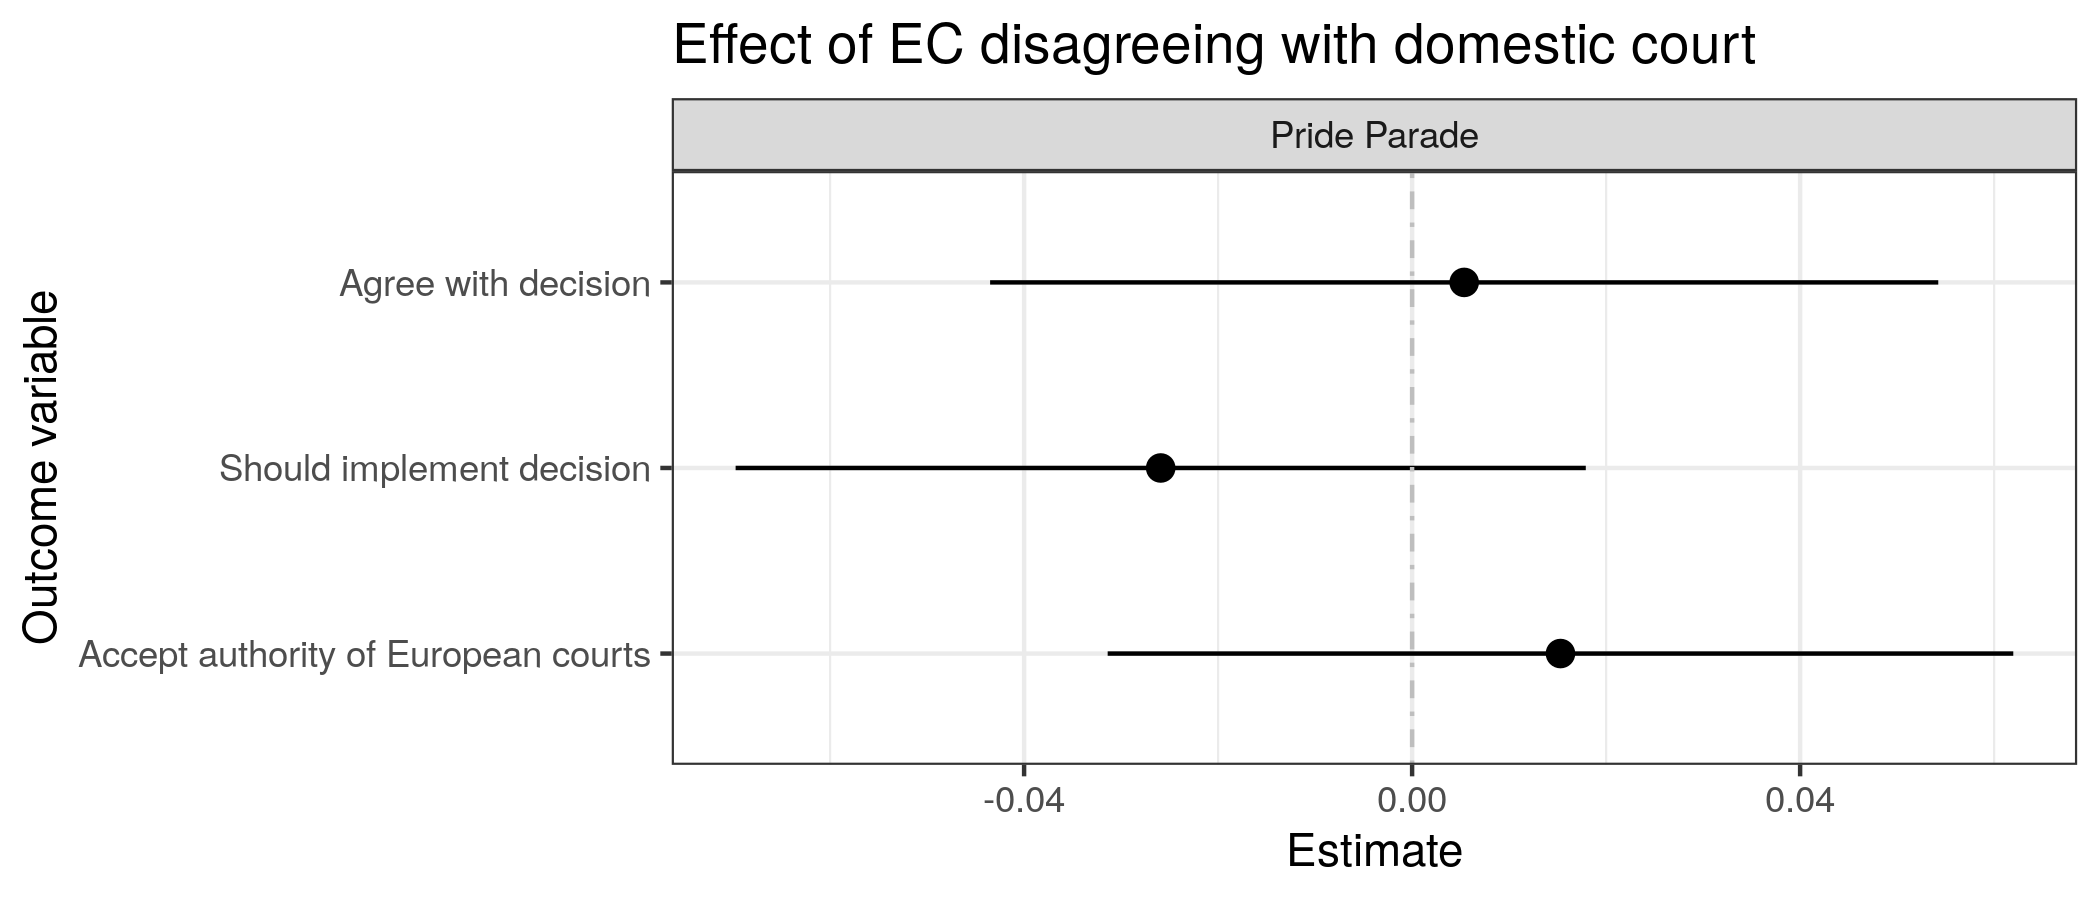 Effect of EC disagreeing with domestic court
Pride Parade
Outcome variable
Agree with decision
Should implement decision
Accept authority of European courts
-0.04
0.00
0.04
Estimate